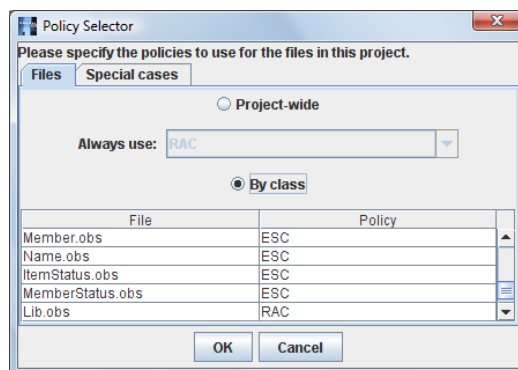 Policy Selector
Please specify the policies to use for the files in this project.
Files Special cases
Project-wide
Always use: RAC
By class
File Policy
Member.obs ESC
Name.obs ESC
ItemStatus.obs ESC
MemberStatus.obs ESC
Lib.obs RAC
OK Cancel